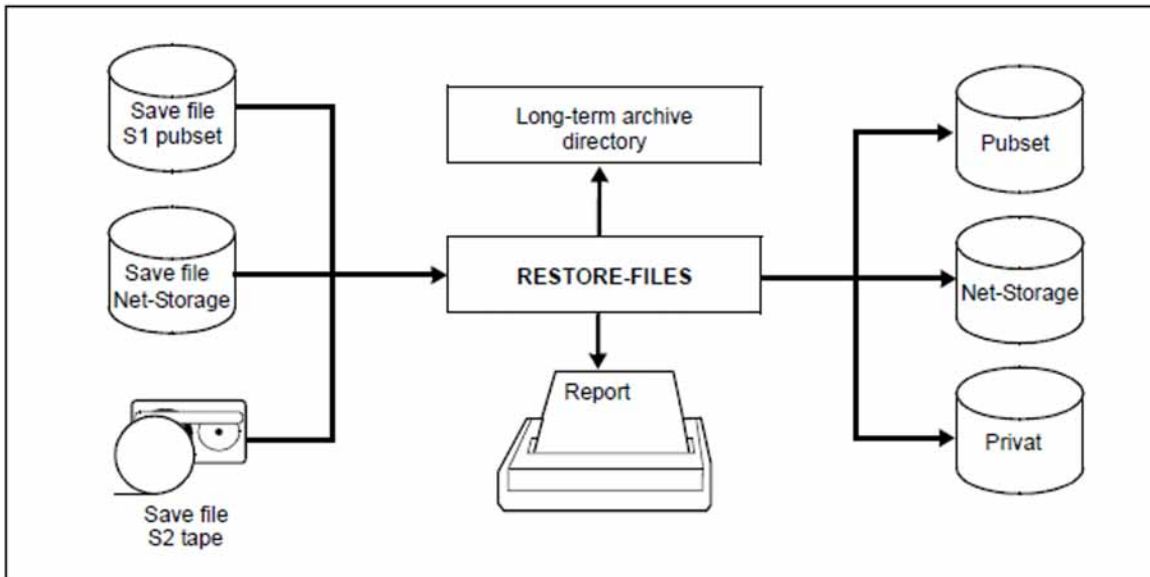 Save file
S1 pubset
Save file
Net-Storage
Save file
S2 tape
Long-term archive
directory
RESTORE-FILES
Report
Pubset
Net-Storage
Privat